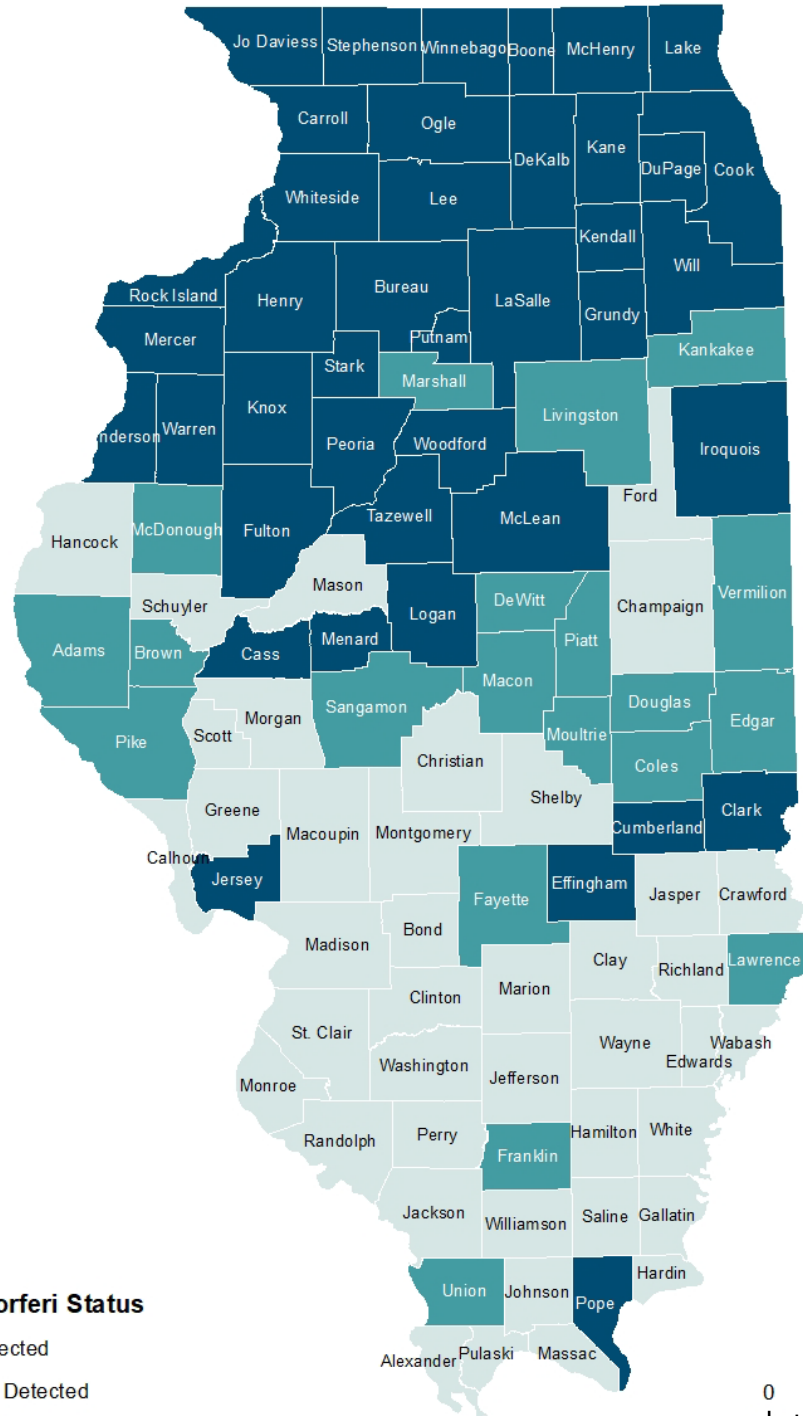 Jo Daviess
Stephenson
Winnebago
Boone
McHenry
Lake
Carroll
Ogle
DeKalb
Kane
DuPage
Cook
Whiteside
Lee
Kendall
Will
Rock Island
Henry
Bureau
LaSalle
Grundy
Putnam
Mercer
Kankakee
Stark
Marshall
Knox
Livingston
nderson
Warren
Peoria
Woodford
Iroquois
Ford
Hancock
McDonough
Fulton
Tazewell
McLean
Schuyler
Mason
DeWitt
Champaign
Vermilion
Logan
Adams
Brown
Cass
Menard
Piatt
Macon
Pike
Scott
Morgan
Sangamon
Douglas
Edgar
Moultrie
Christian
Coles
Shelby
Greene
Macoupin
Montgomery
Cumberland
Clark
Calhoun
Jersey
Fayette
Effingham
Jasper
Crawford
Madison
Bond
Clay
Richland
Lawrence
Clinton
Marion
St. Clair
Wayne
Wabash
Edwards
Washington
Jefferson
Monroe
Randolph
Perry
Hamilton
White
Franklin
Jackson
Williamson
Saline
Gallatin
Union
Johnson
Pope
Hardin
Alexander
Pulaski
Massac
orferi Status
ected
Detected
0